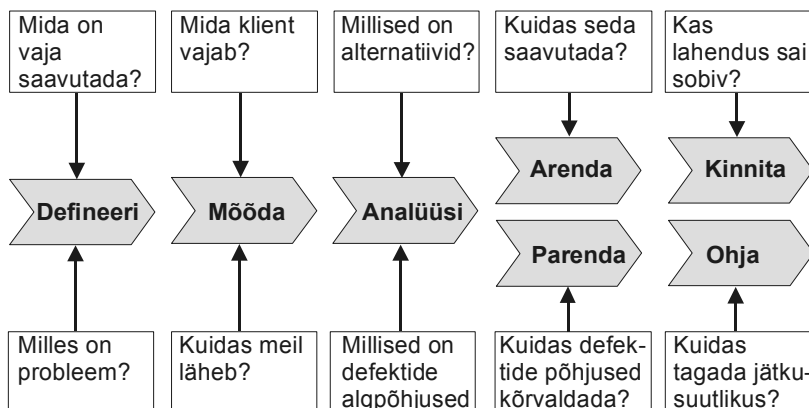 Mida on
vaja
saavutada?
Mida klient
vajab?
Millised on
alternatiivid?
Kuidas seda
saavutada?
Kas
lahendus sai
sobiv?
Defineeri
Mõõda
Analüüsi
Arenda
Kinnita
Parenda
Ohja
Milles on
probleem?
Kuidas meil
läheb?
Millised on
defektide
algpõhjused
Kuidas defek-
tide põhjused
kõrvaldada?
Kuidas
tagada jätku-
suutlikus?